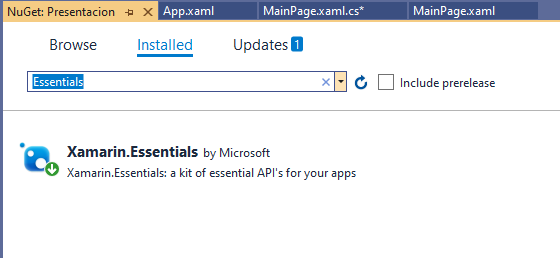 NuGet: Presentacion App.xaml MainPage.xaml.cs* MainPage.xaml
Browse Installed Updates 1
Essentials Include prerelease
Xamarin.Essentials by Microsoft
Xamarin.Essentials: a kit of essential API's for your apps